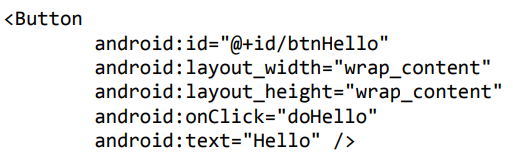 <Button
android:id="@+id/btnHello"
android:layout_width="wrap_content"
android:layout_height="wrap_content"
android:onClick="doHello"
android:text="Hello" />